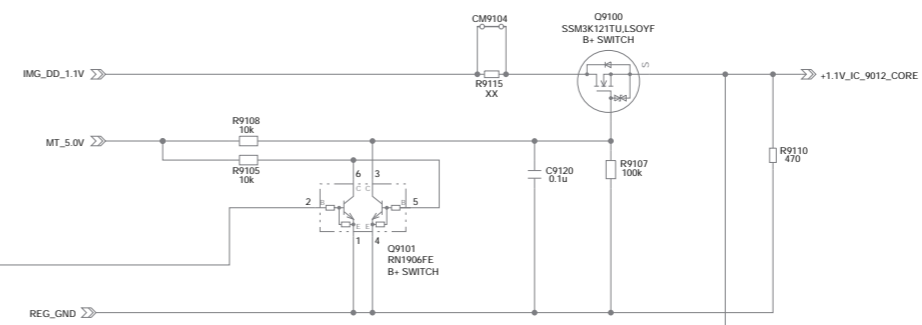 CM9104
Q9100
SSM3K121TU,LSOYF
B+ SWITCH
S
IMG_DD_1.1V
R9115
XX
+1.1V_IC_9012_CORE
MT_5.0V
R9108
10k
R9105
10k
6 3
C C
2 B B 5
E E
1 4
Q9101
RN1906FE
B+ SWITCH
C9120
0.1u
R9107
100k
R9110
470
REG_GND